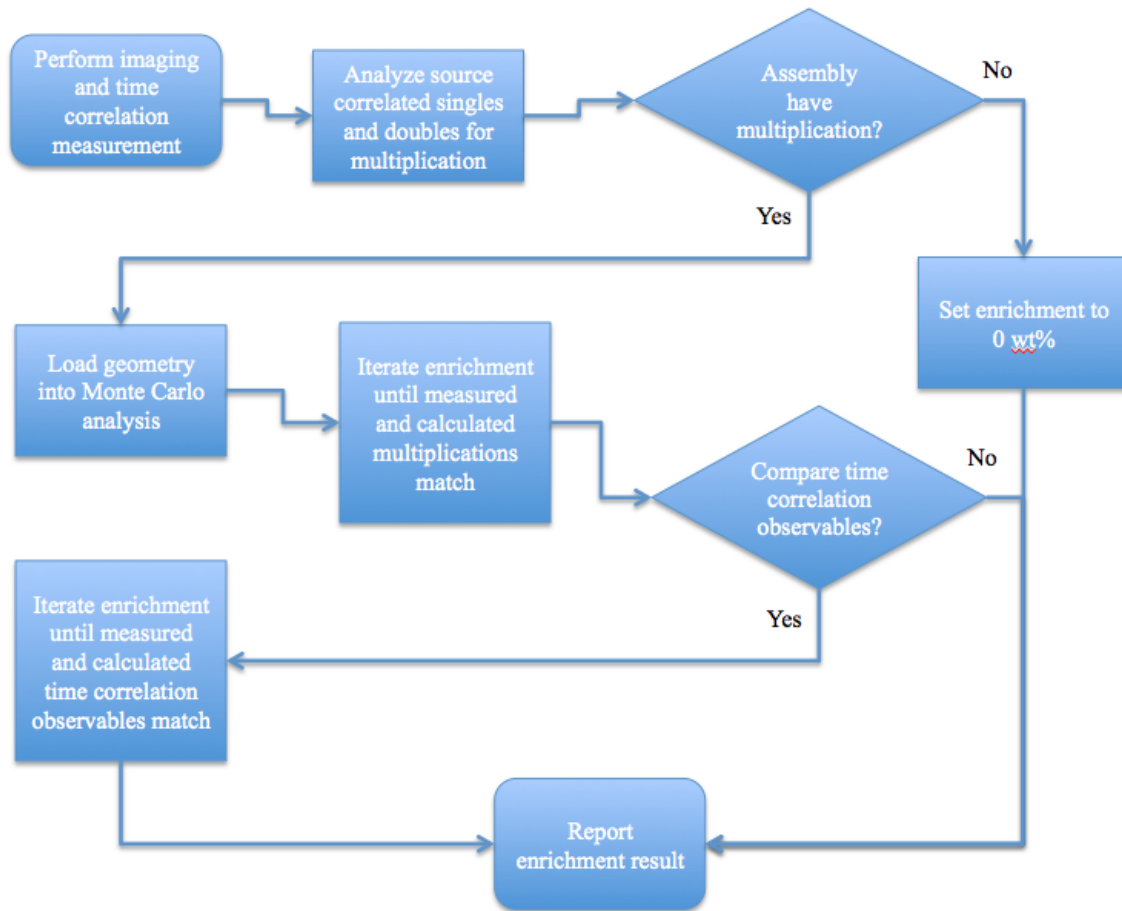 Perform imaging
and time
correlation
measurement
Analyze source
correlated singles
and doubles for
multiplication
Assembly
have
multiplication?
No
Yes
Set enrichment to
0 wt%
Load geometry
into Monte Carlo
analysis
Iterate enrichment
until measured
and calculated
multiplications
match
Compare time
correlation
observables?
No
Yes
Iterate enrichment
until measured
and calculated
time correlation
observables match
Report
enrichment result